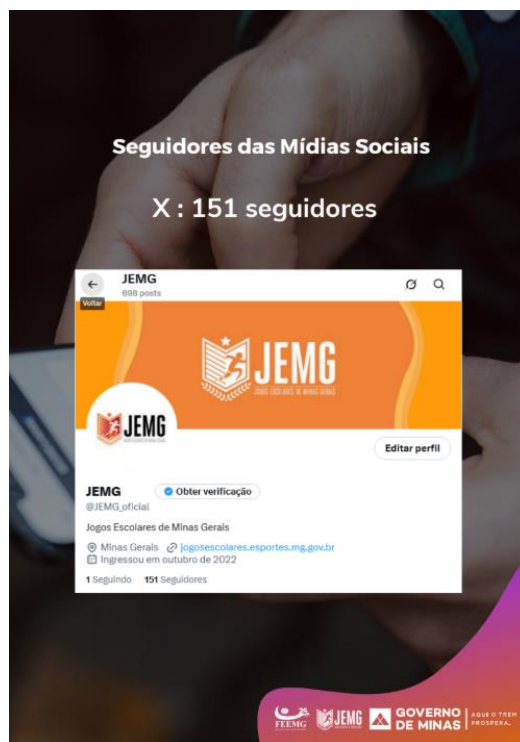 Seguidores das Mídias Sociais
X : 151 seguidores
JEMG
698 posts
Voltar
JEMG
JOGOS ESCOLARES DE MINAS GERAIS
JEMG
Editar perfil
JEMG
Obter verificação
@JEMG_oficial
Jogos Escolares de Minas Gerais
Minas Gerais jogosescolares.esportes.mg.gov.br
Ingressou em outubro de 2022
1 Seguindo 151 Seguidores
FEEMG JEMG GOVERNO DE MINAS AQUI O TREM PROSPERA.